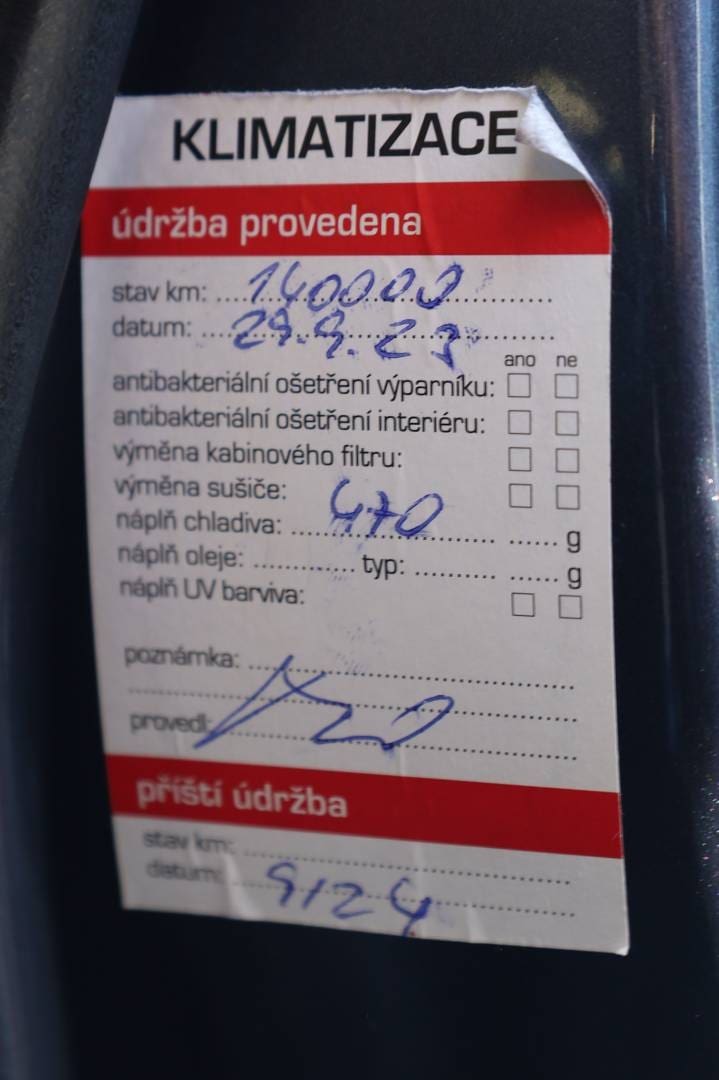 KLIMATIZACE
údržba provedena
stav km: 140000
datum: 29.9.23
ano ne
antibakteriální ošetření výparníku:
antibakteriální ošetření interiéru:
výměna kabinového filtru:
výměna sušiče:
náplň chladiva: 470 g
náplň oleje: typ: g
náplň UV barviva:
poznámka:
provedl:
příští údržba
stav km:
datum: 9/24